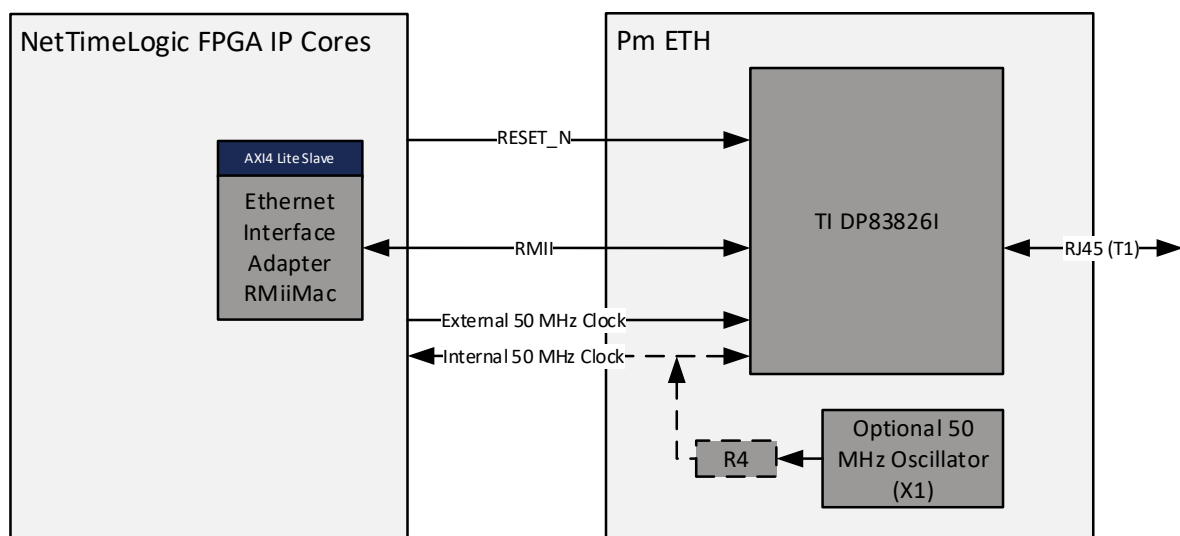 NetTimeLogic FPGA IP Cores
Pm ETH
RESET_N
AXI4 Lite Slave
Ethernet
Interface
Adapter
RMiiMac
TI DP83826I
RMII
RJ45 (T1)
External 50 MHz Clock
Internal 50 MHz Clock
R4
Optional 50
MHz Oscillator
(X1)